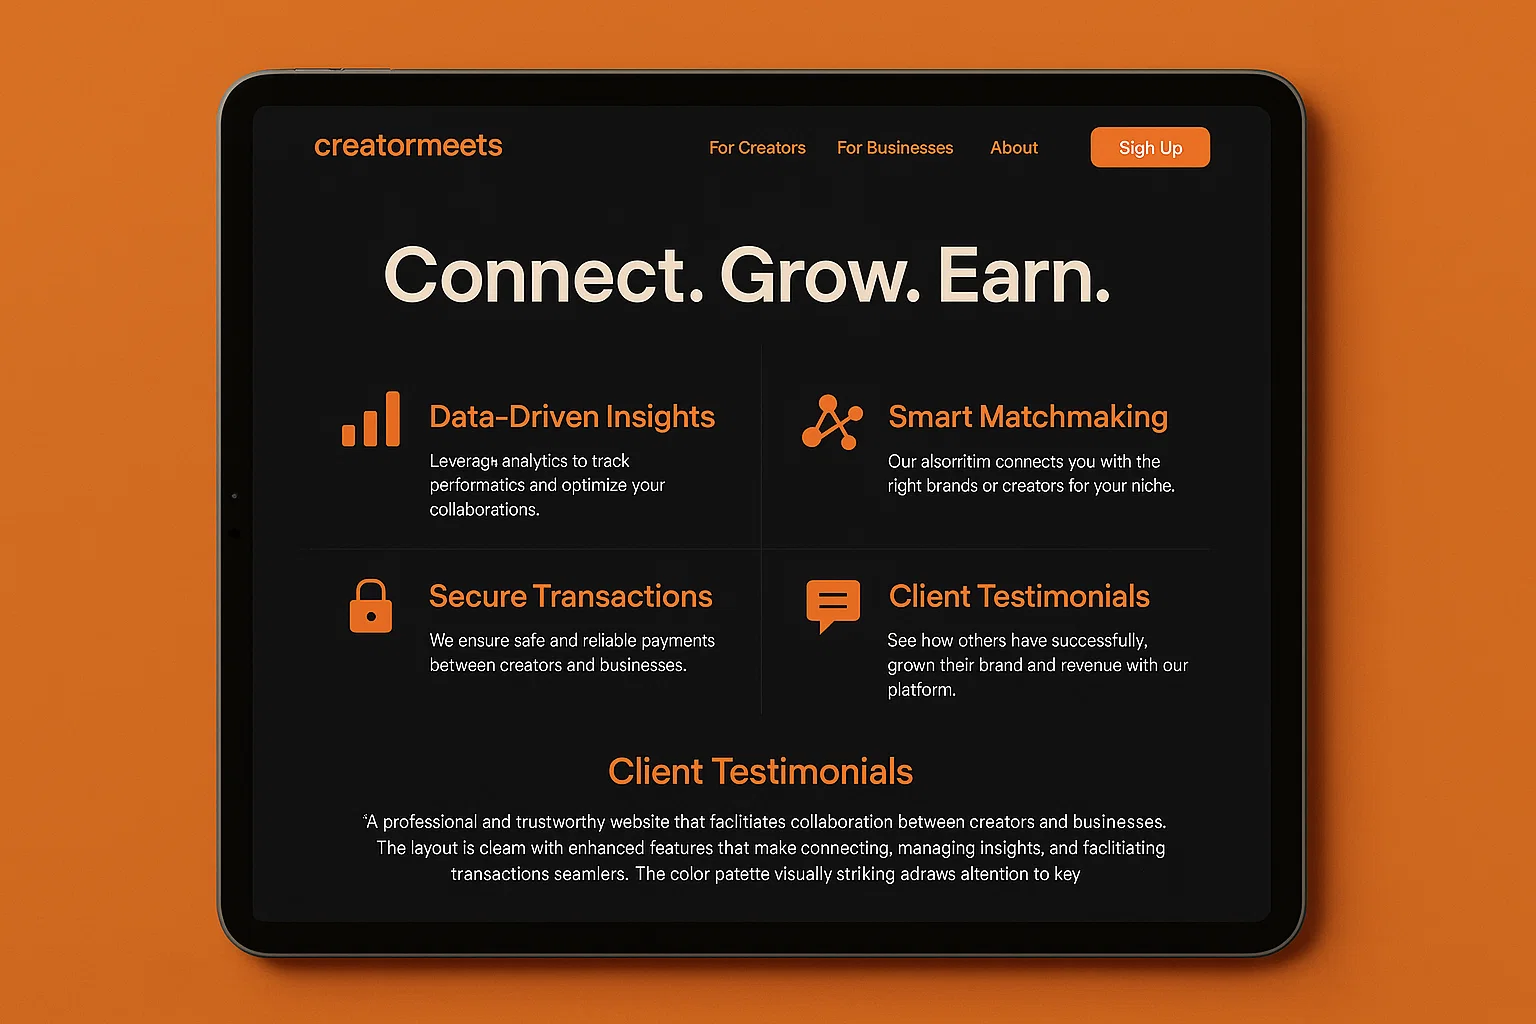 creatormeets
For Creators
For Businesses
About
Sigh Up
Connect. Grow. Earn.
Data-Driven Insights
analytics to track
performatics and optimize your
collaborations.
Smart Matchmaking
Our alsorritim connects you with the
right brands or creators for your niche.
Secure Transactions
We ensure safe and reliable payments
between creators and businesses.
Client Testimonials
See how others have successfully,
grown their brand and revenue with our
platform.
Client Testimonials
“A professional and trustworthy website that faclitiates collaboration between creators and businesses.
The layout is cleam with enhanced features that make connecting, managing insights, and faclitiating
transactions seamlers. The color patette visually striking adraws altention to key